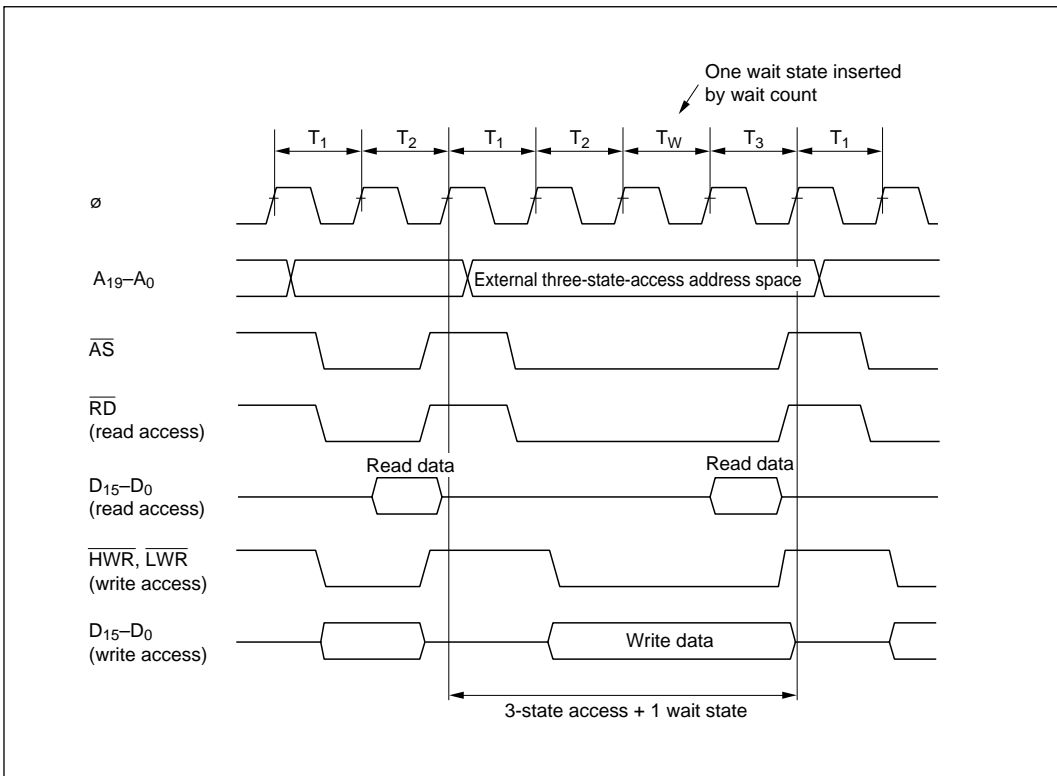 One wait state inserted
by wait count
T1 T2 T1 T2 TW T3 T1
ø
A19–A0 External three-state-access address space
AS
RD
(read access)
Read data Read data
D15–D0
(read access)
HWR, LWR
(write access)
D15–D0
(write access)
Write data
3-state access + 1 wait state